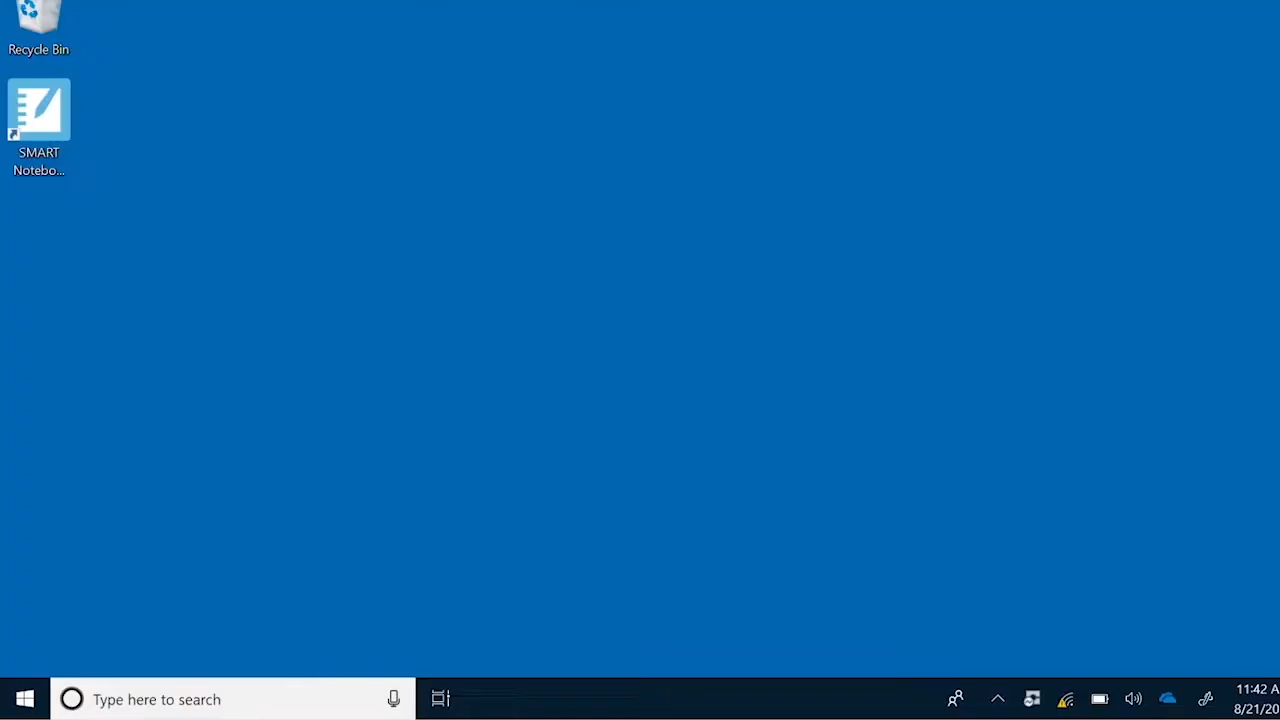 Recycle Bin
SMART
Notebo...
Type here to search
11:42 A
8/21/20